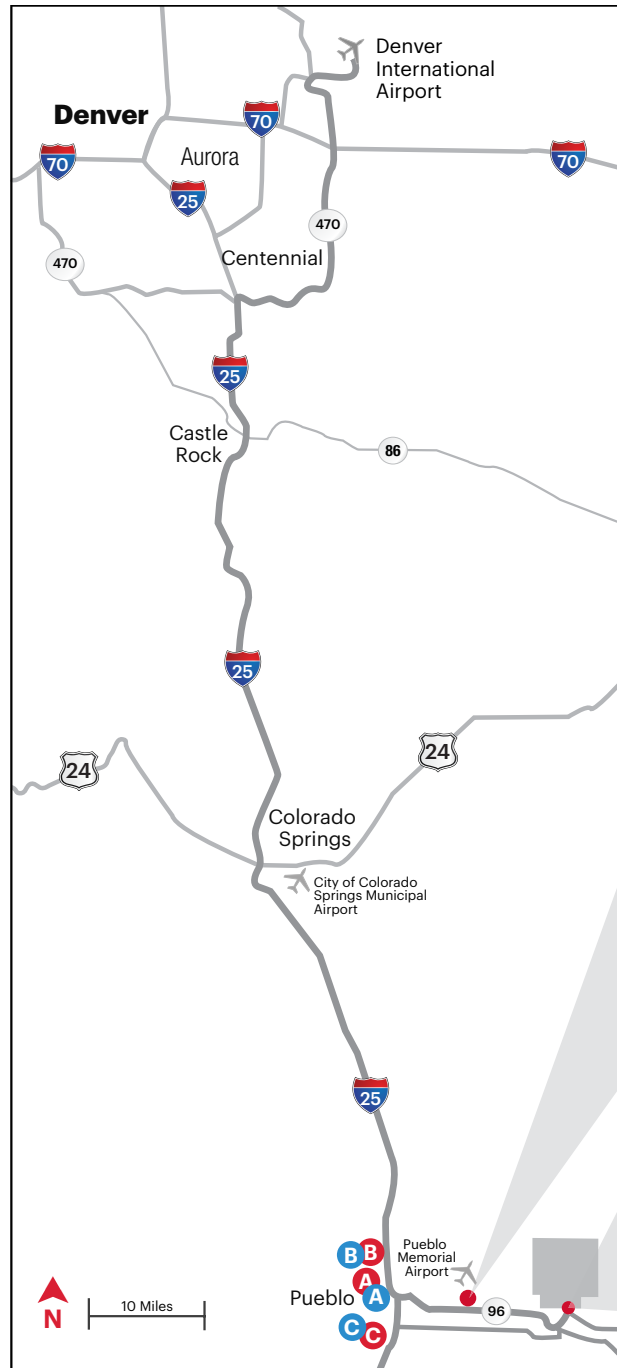 Denver
International
Airport
Denver
70
Aurora
70
70
25
470
Centennial
470
25
Castle
Rock
86
25
24
24
Colorado
Springs
City of Colorado
Springs Municipal
Airport
25
Pueblo
Memorial
Airport
B
B
A
Pueblo
A
96
C
C
N
10 Miles